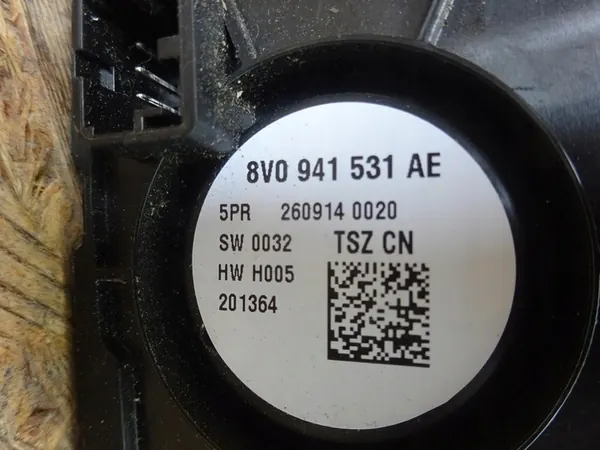 8V0 941 531 AE
5PR 260914 0020
SW 0032 TSZ CN
HW H005
201364